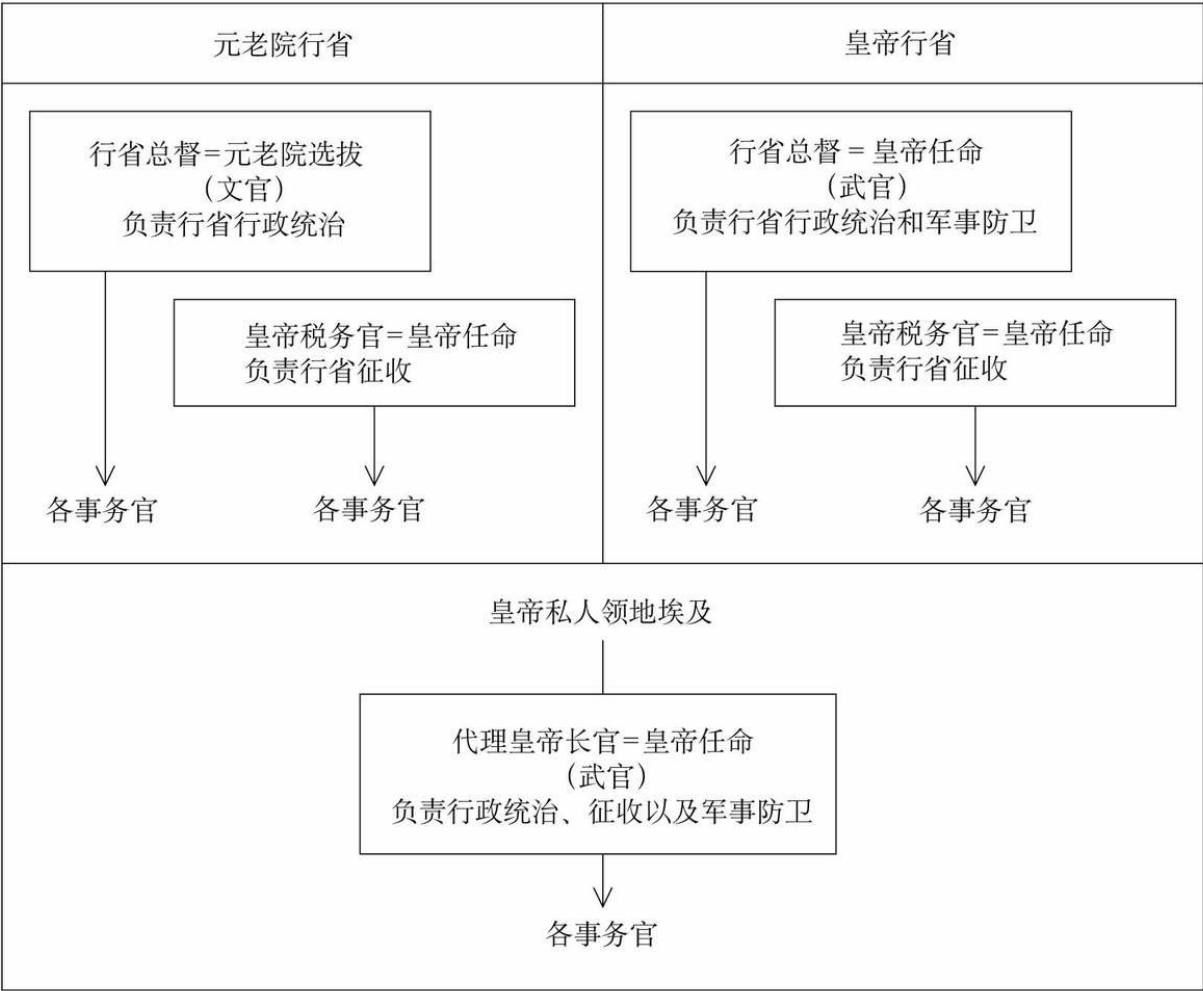 元老院行省
皇帝行省
行省总督=元老院选拔
（文官）
负责行省行政统治
皇帝税务官=皇帝任命
负责行省征收
各事务官
各事务官
行省总督=皇帝任命
（武官）
负责行省行政统治和军事防卫
皇帝税务官=皇帝任命
负责行省征收
各事务官
各事务官
皇帝私人领地埃及
代理皇帝长官=皇帝任命
（武官）
负责行政统治、征收以及军事防卫
各事务官